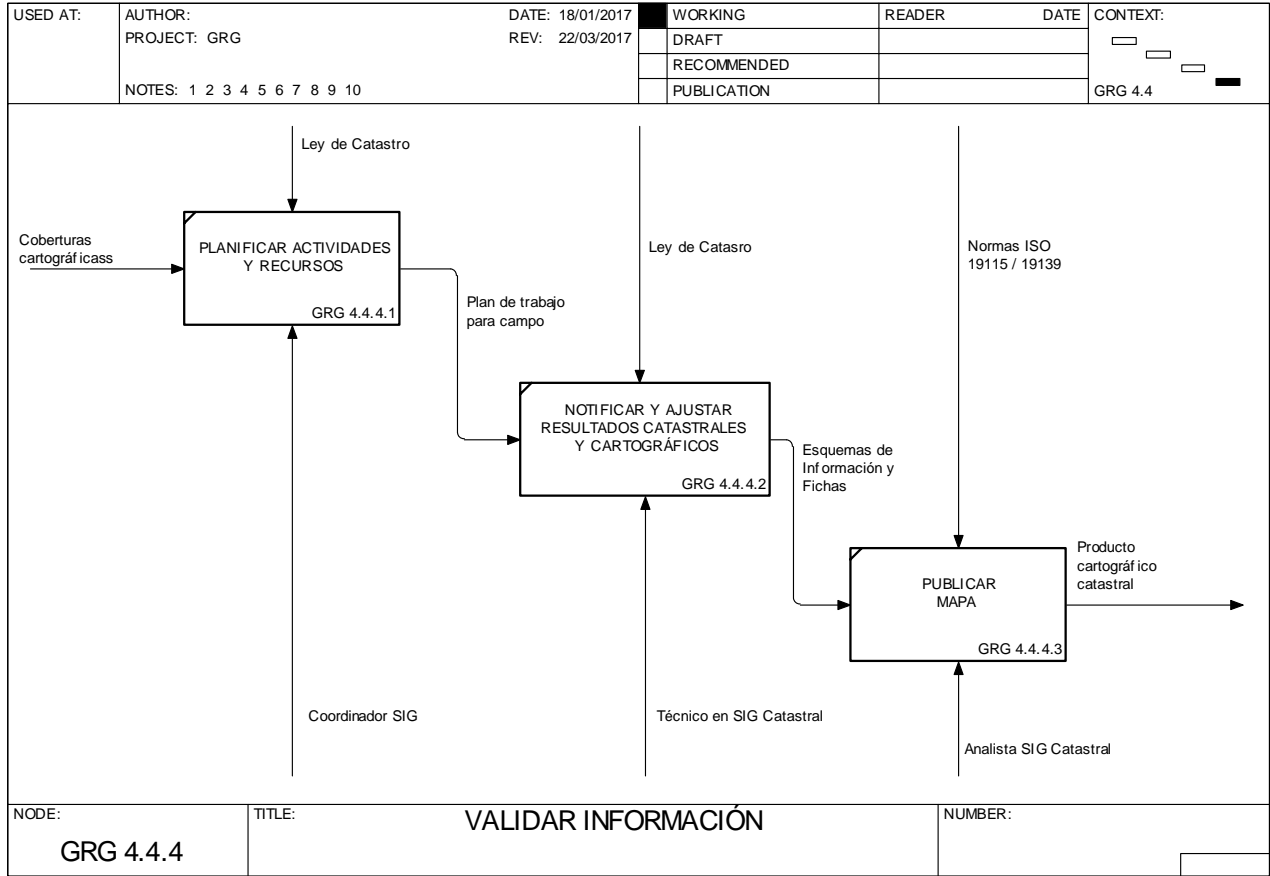 USED AT:
AUTHOR:
DATE: 18/01/2017
PROJECT: GRG
REV: 22/03/2017
NOTES: 1 2 3 4 5 6 7 8 9 10
WORKING
DRAFT
RECOMMENDED
PUBLICATION
READER
DATE
CONTEXT:
GRG 4.4
Ley de Catastro
Coberturas
cartográficass
PLANIFICAR ACTIVIDADES
Y RECURSOS
GRG 4.4.4.1
Ley de Catasro
Normas ISO
19115 / 19139
Plan de trabajo
para campo
NOTIFICAR Y AJUSTAR
RESULTADOS CATASTRALES
Y CARTOGRÁFICOS
GRG 4.4.4.2
Esquemas de
Información y
Fichas
PUBLICAR
MAPA
GRG 4.4.4.3
Producto
cartográfico
catastral
Coordinador SIG
Técnico en SIG Catastral
Analista SIG Catastral
NODE:
GRG 4.4.4
TITLE:
VALIDAR INFORMACIÓN
NUMBER: